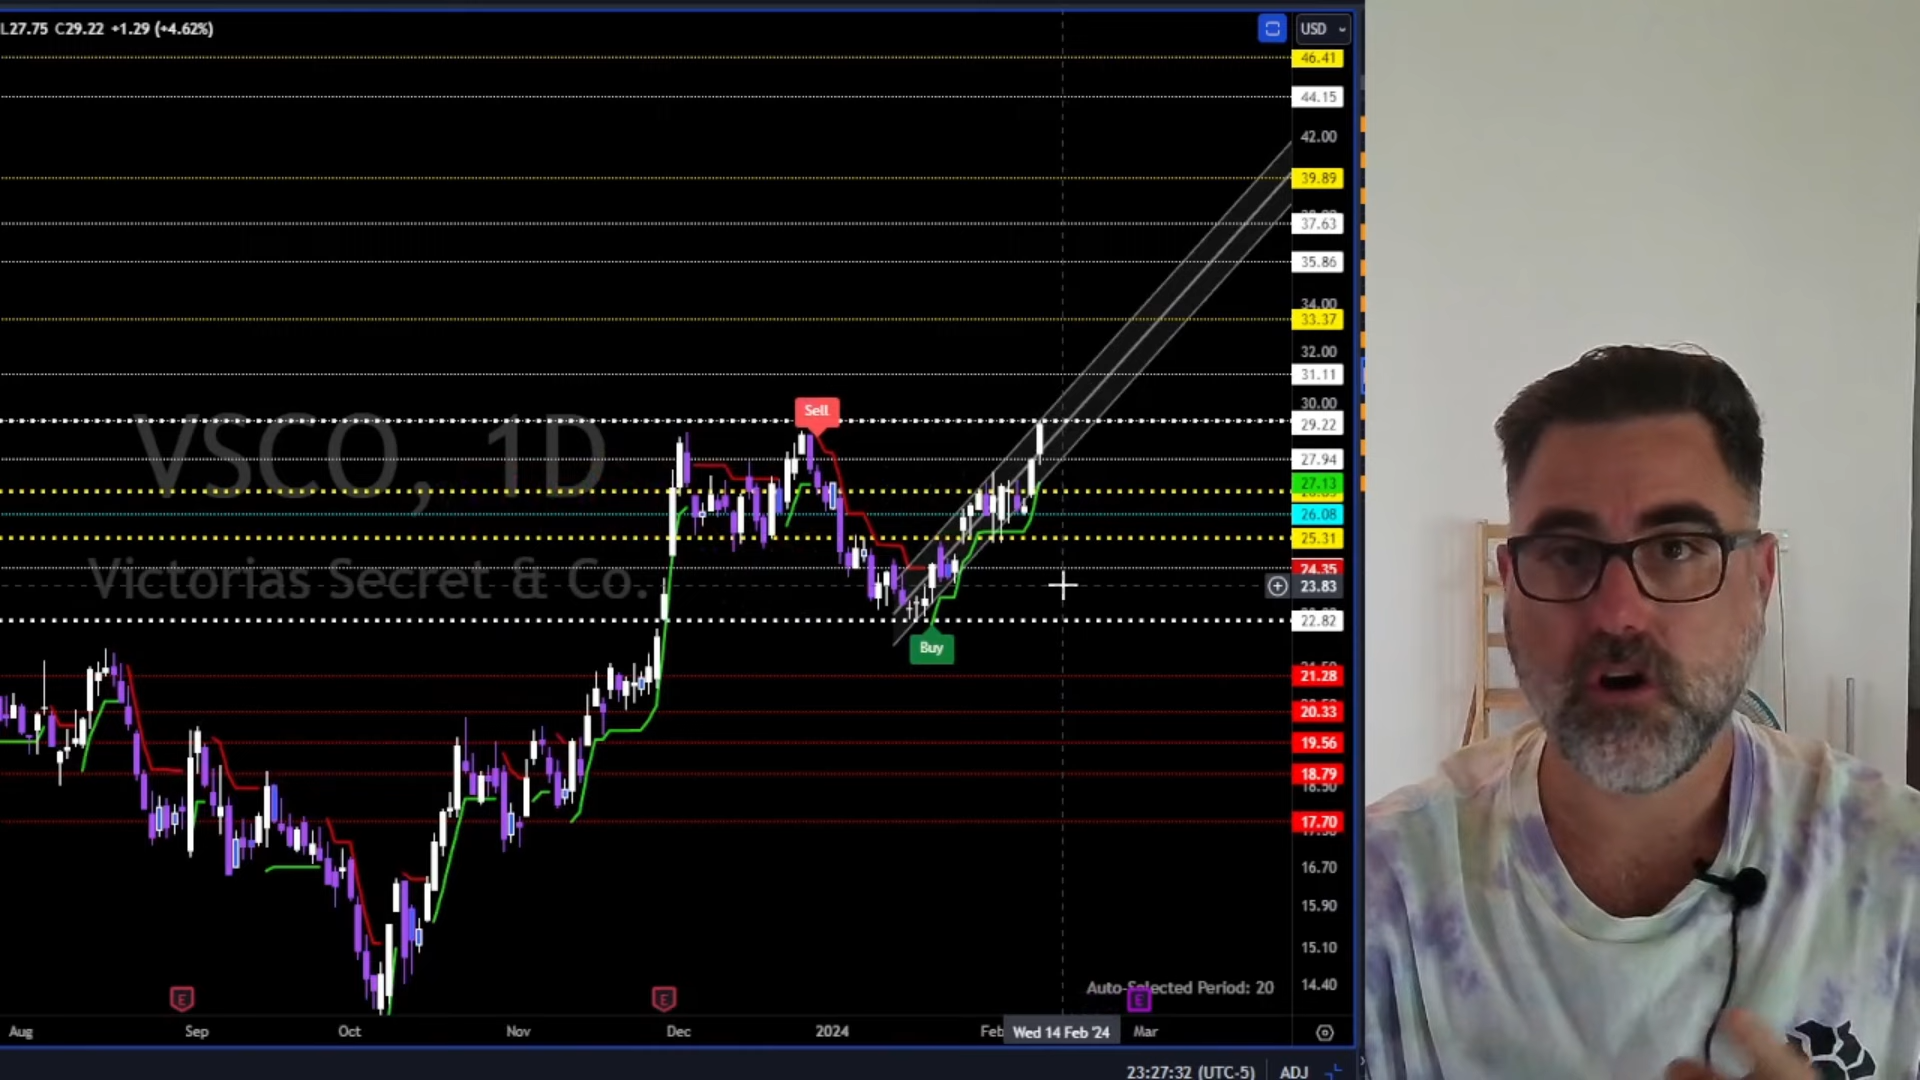 L27.75 C29.22 +1.29 (+4.62%)
USD
46.41
44.15
42.00
39.89
37.63
35.86
34.00
33.37
32.00
31.11
30.00
29.22
27.94
27.13
26.08
25.31
24.35
23.83
22.82
21.28
20.33
19.56
18.79
18.50
17.70
16.70
15.90
15.10
14.40
Sell
VSCO, 1D
Victorias Secret & Co.
Buy
Auto-Selected Period: 20
E
E
E
Aug Sep Oct Nov Dec 2024 Feb Wed 14 Feb '24 Mar
23:27:32 (UTC-5) ADJ